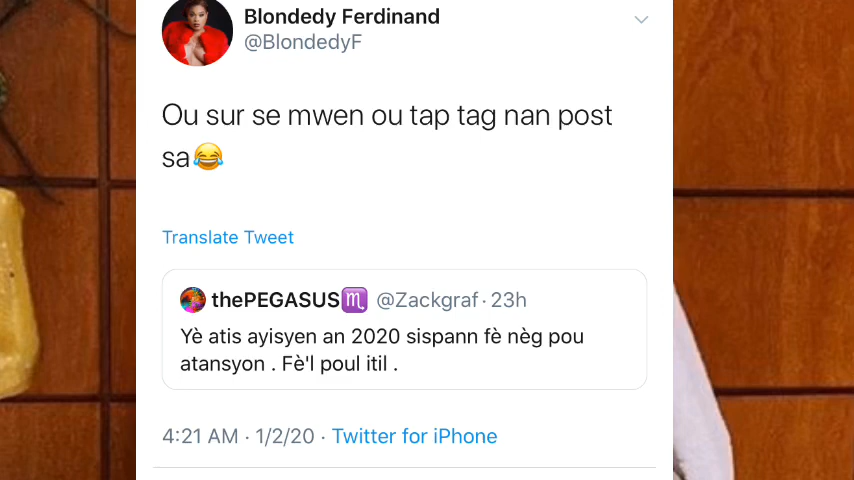 Blondedy Ferdinand
@BlondedyF
Ou sur se mwen ou tap tag nan post
sa😂
Translate Tweet
thePEGASUS♏ @Zackgraf · 23h
Yè atis ayisyen an 2020 sispann fè nèg pou
atansyon . Fè'l poul itil .
4:21 AM · 1/2/20 · Twitter for iPhone